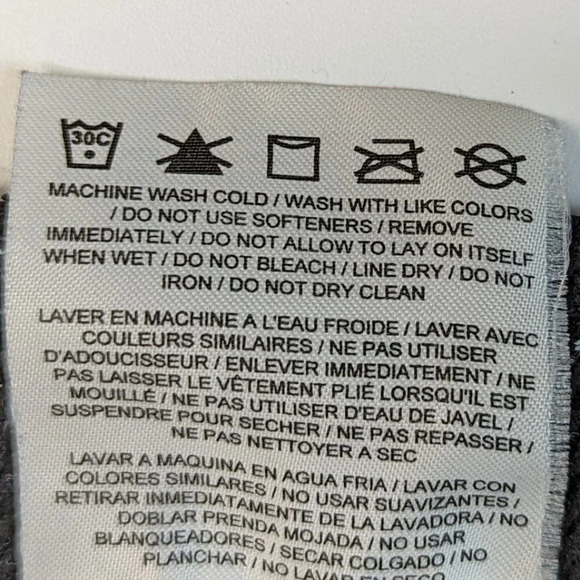 30C
MACHINE WASH COLD / WASH WITH LIKE COLORS
/ DO NOT USE SOFTENERS / REMOVE
IMMEDIATELY / DO NOT ALLOW TO LAY ON ITSELF
WHEN WET / DO NOT BLEACH / LINE DRY / DO NOT
IRON / DO NOT DRY CLEAN
LAVER EN MACHINE A L'EAU FROIDE / LAVER AVEC
COULEURS SIMILAIRES / NE PAS UTILISER
D'ADOUCISSEUR / ENLEVER IMMEDIATEMENT / NE
PAS LAISSER LE VÊTEMENT PLIÉ LORSQU'IL EST
MOUILLÉ / NE PAS UTILISER D'EAU DE JAVEL /
SUSPENDRE POUR SECHER / NE PAS REPASSER /
NE PAS NETTOYER A SEC
LAVAR A MAQUINA EN AGUA FRIA / LAVAR CON
COLORES SIMILARES / NO USAR SUAVIZANTES /
RETIRAR INMEDIATAMENTE DE LA LAVADORA / NO
DOBLAR PRENDA MOJADA / NO USAR
BLANQUEADORES / SECAR COLGADO / NO
PLANCHAR / NO LAVAR EN SECO